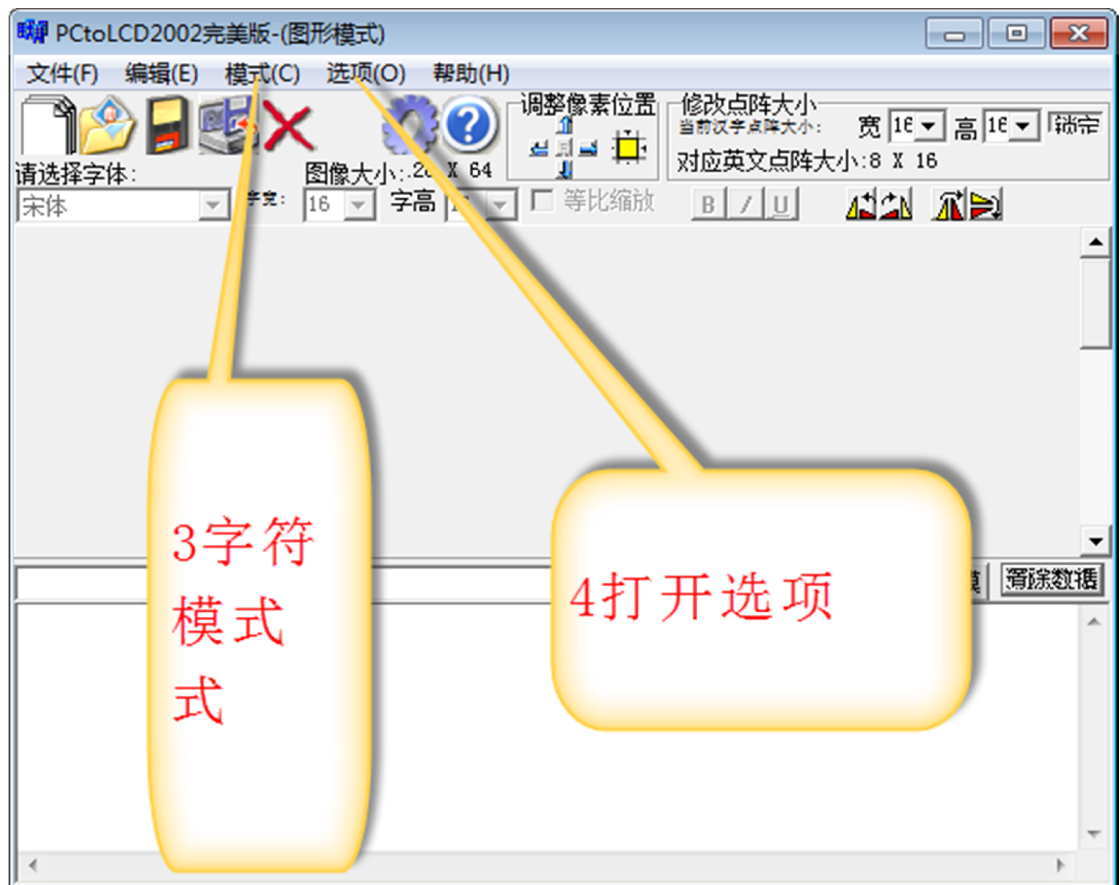 PCtoLCD2002完美版-(图形模式)
文件(F) 编辑(E) 模式(C) 选项(O) 帮助(H)
调整像素位置
修改点阵大小
当前汉字点阵大小: 宽 16 高 16 锁定
对应英文点阵大小:8 X 16
请选择字体: 图像大小: X 64
宋体 字宽: 16 字高 等比缩放 B I U
3字符
模式
式
4打开选项
模 清除数据